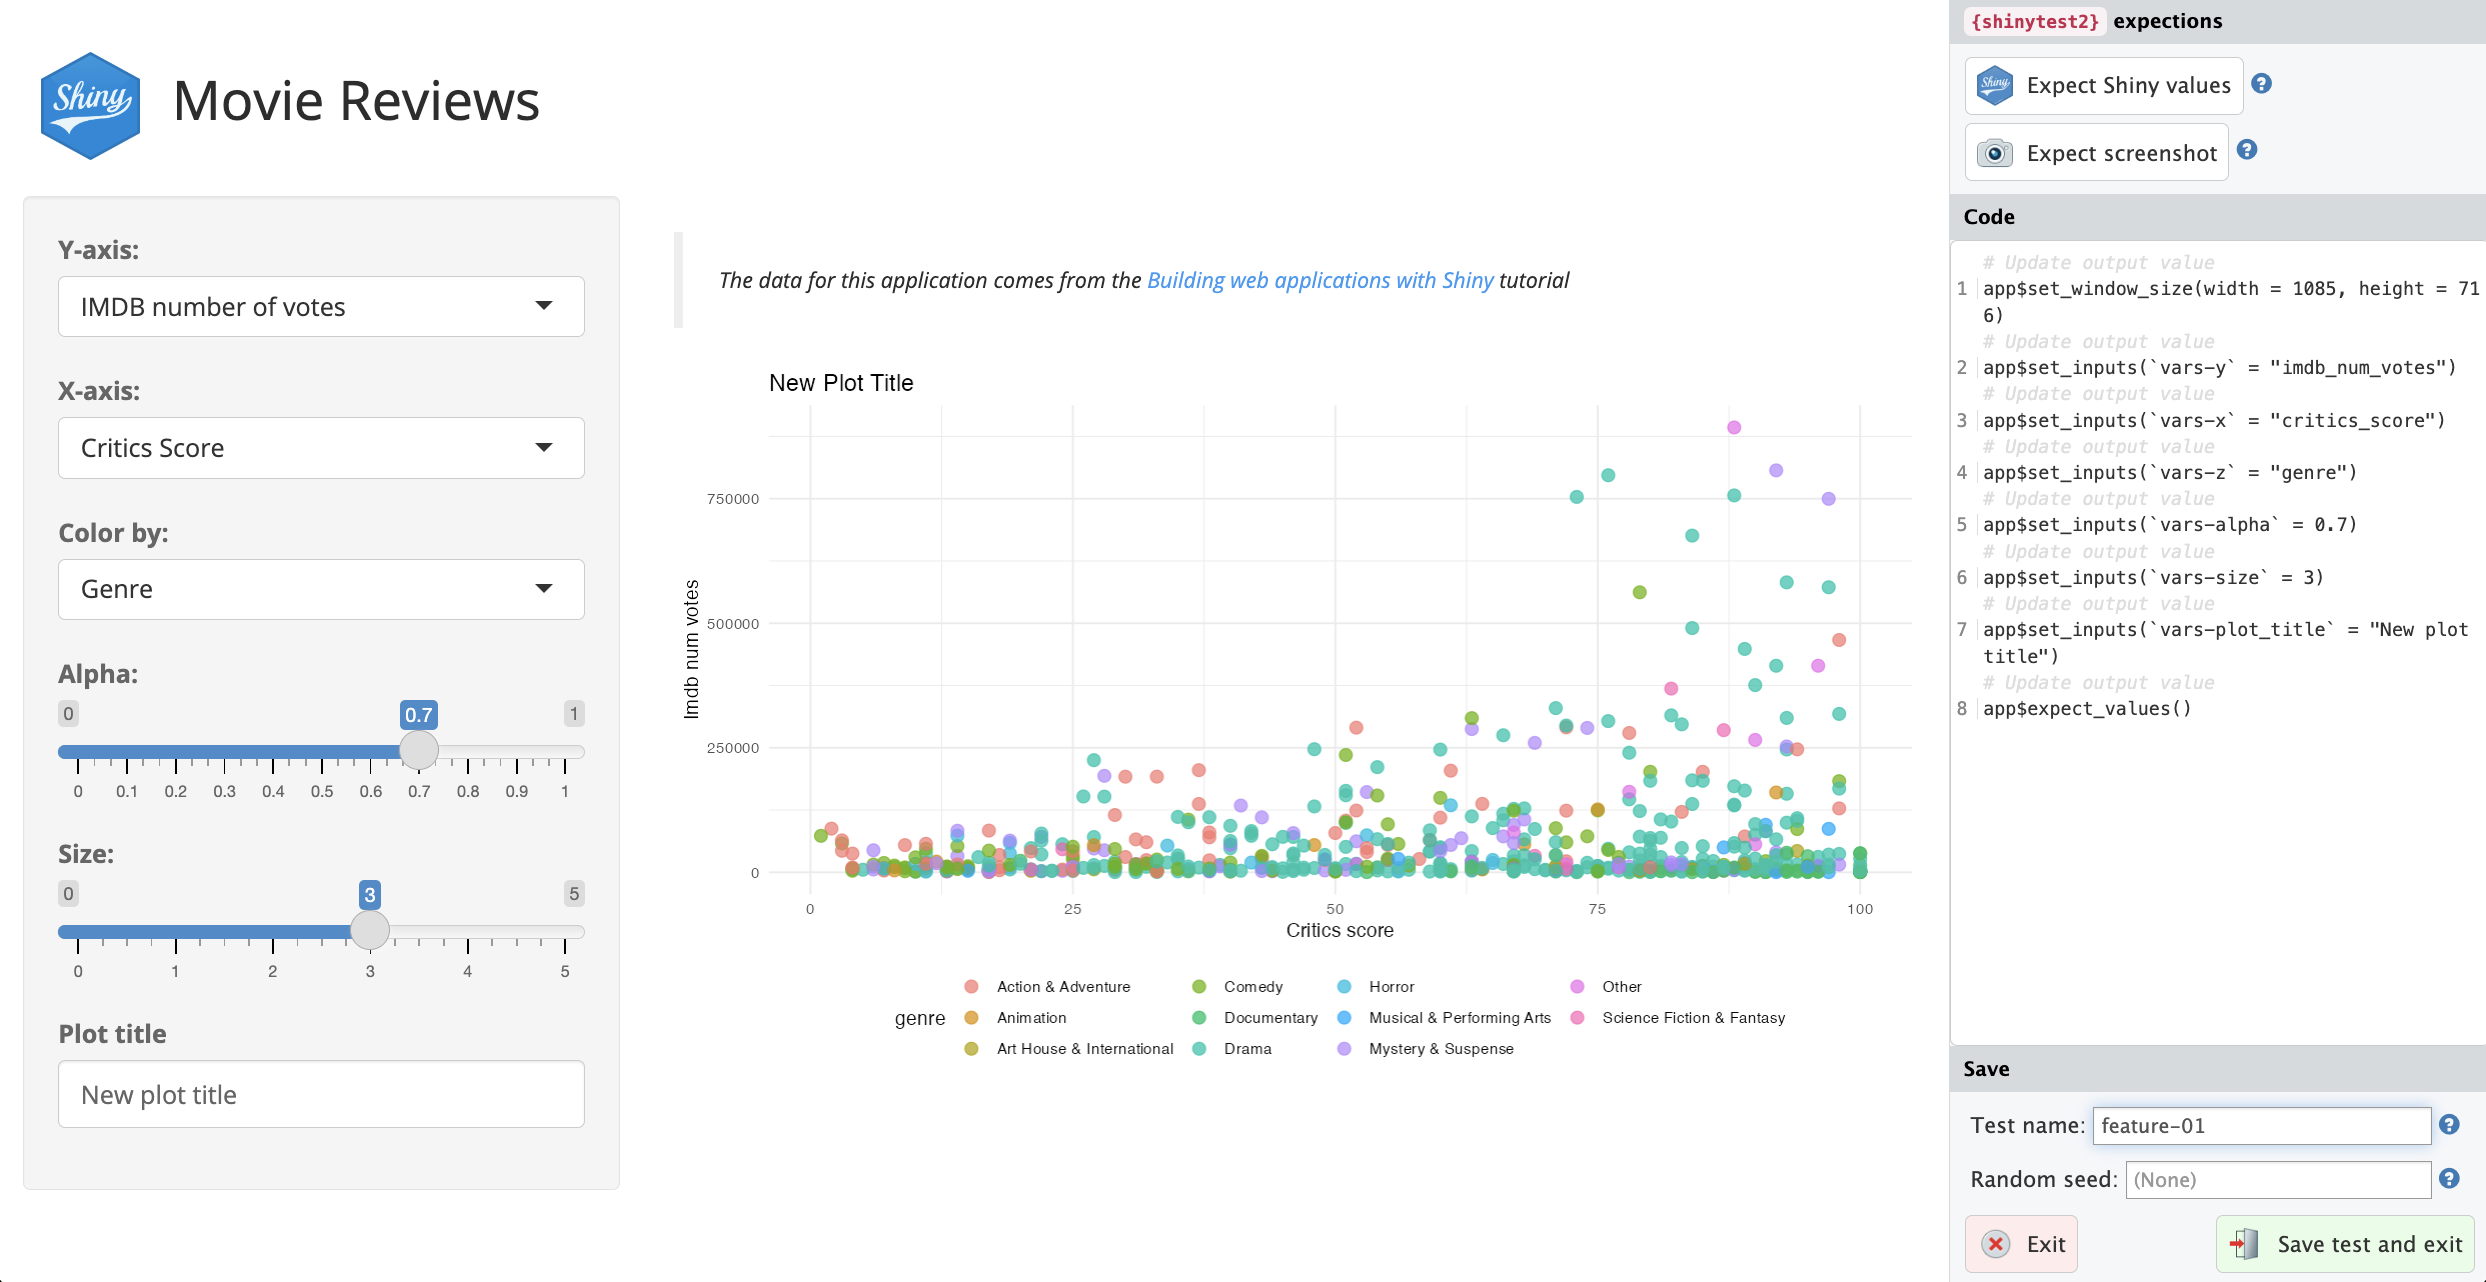 Shiny
Movie Reviews
Y-axis:
IMDB number of votes
X-axis:
Critics Score
Color by:
Genre
Alpha:
0 0.7 1
0 0.1 0.2 0.3 0.4 0.5 0.6 0.7 0.8 0.9 1
Size:
0 3 5
0 1 2 3 4 5
Plot title
New plot title
The data for this application comes from the Building web applications with Shiny tutorial
New Plot Title
Imdb num votes
750000
500000
250000
0
0 25 50 75 100
Critics score
genre
Action & Adventure
Animation
Art House & International
Comedy
Documentary
Drama
Horror
Musical & Performing Arts
Mystery & Suspense
Other
Science Fiction & Fantasy
{shinytest2} expections
Shiny Expect Shiny values ?
Expect screenshot ?
Code
# Update output value
1 app$set_window_size(width = 1085, height = 71
6)
# Update output value
2 app$set_inputs(`vars-y` = "imdb_num_votes")
# Update output value
3 app$set_inputs(`vars-x` = "critics_score")
# Update output value
4 app$set_inputs(`vars-z` = "genre")
# Update output value
5 app$set_inputs(`vars-alpha` = 0.7)
# Update output value
6 app$set_inputs(`vars-size` = 3)
# Update output value
7 app$set_inputs(`vars-plot_title` = "New plot
title")
# Update output value
8 app$expect_values()
Save
Test name: feature-01 ?
Random seed: (None) ?
Exit
Save test and exit